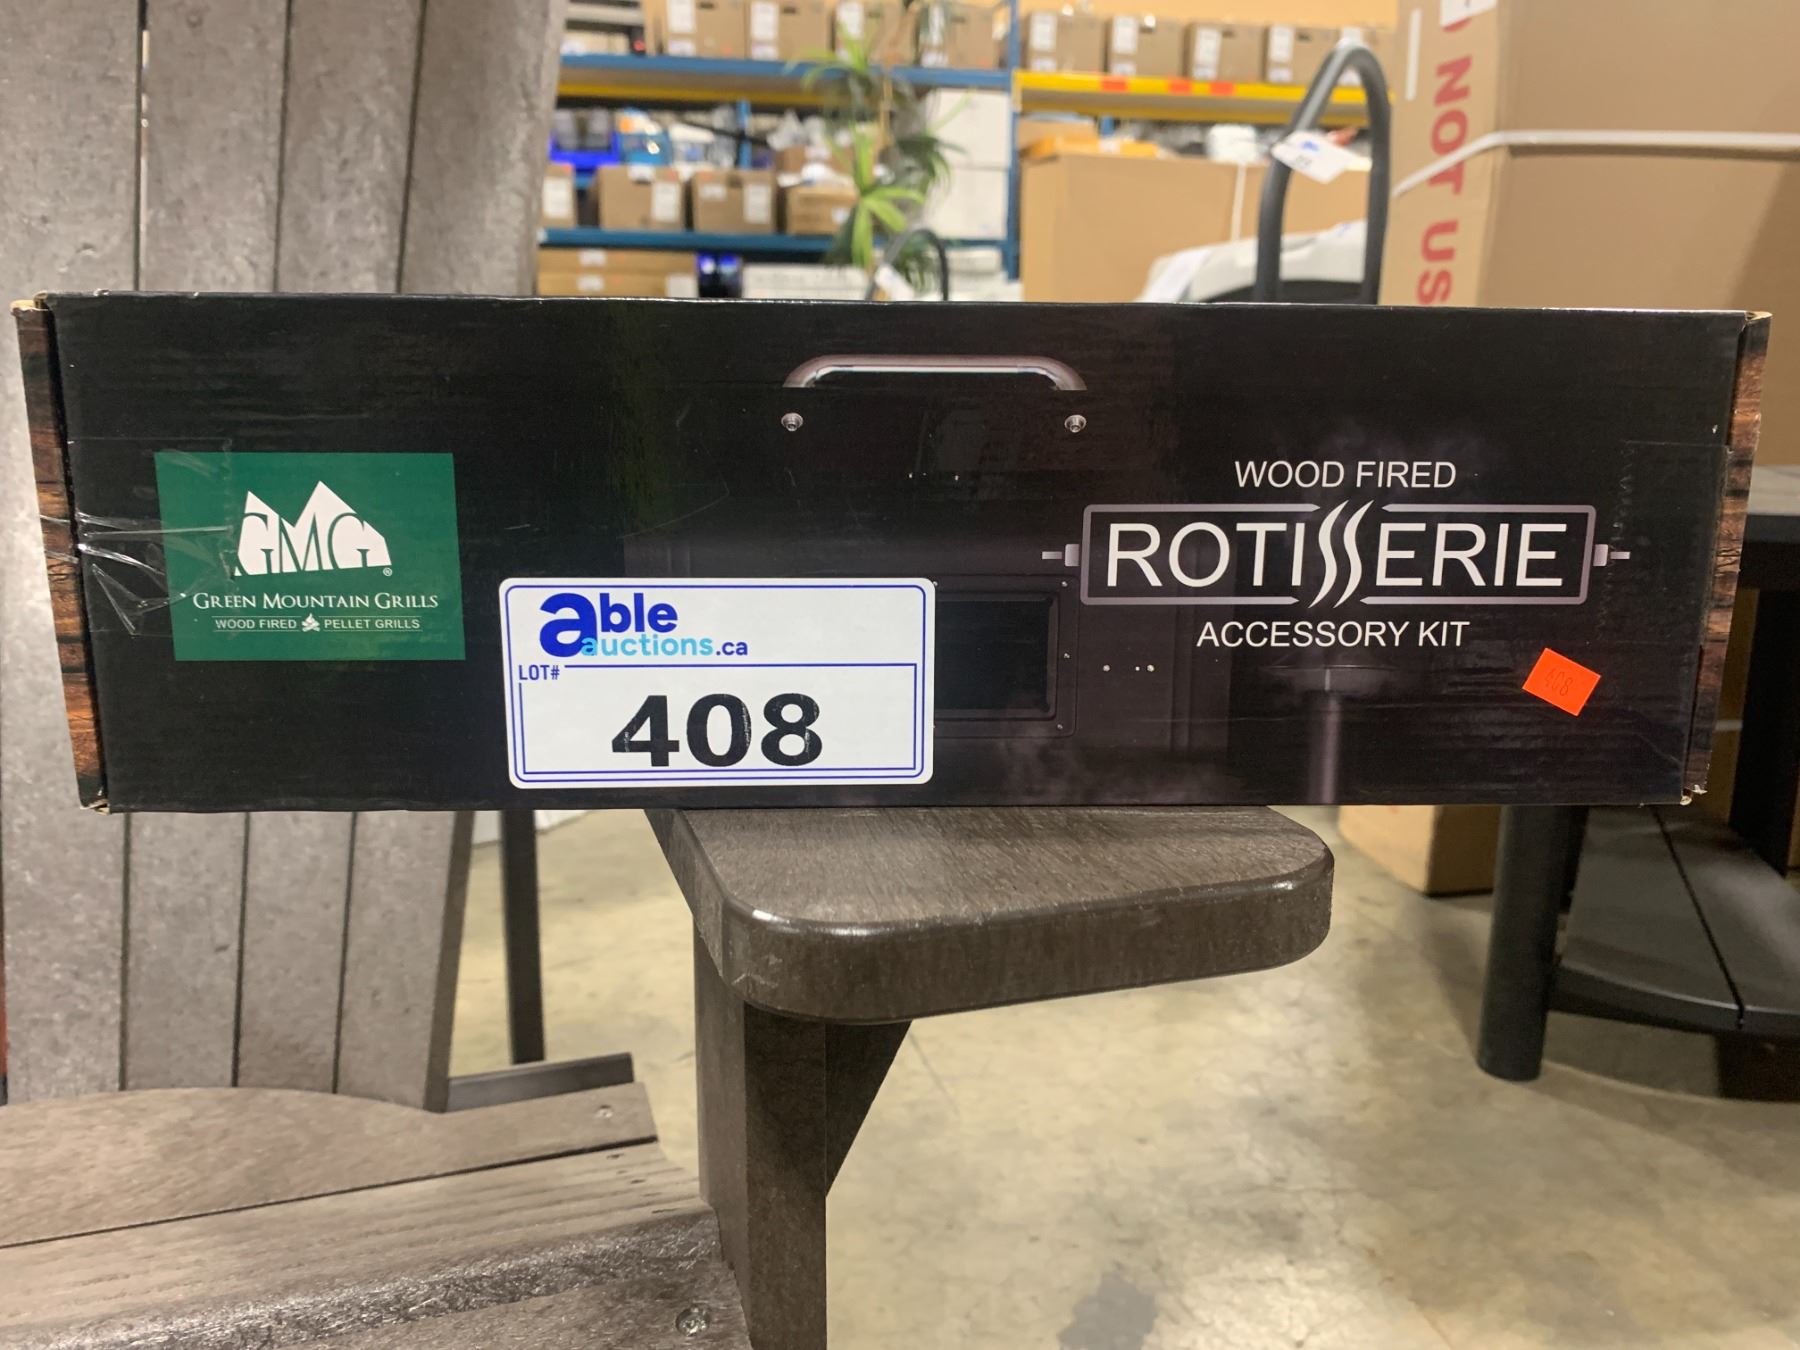 NOT US
GMG®
GREEN MOUNTAIN GRILLS
WOOD FIRED PELLET GRILLS
able
auctions.ca
LOT#
408
WOOD FIRED
ROTISSERIE
ACCESSORY KIT
408